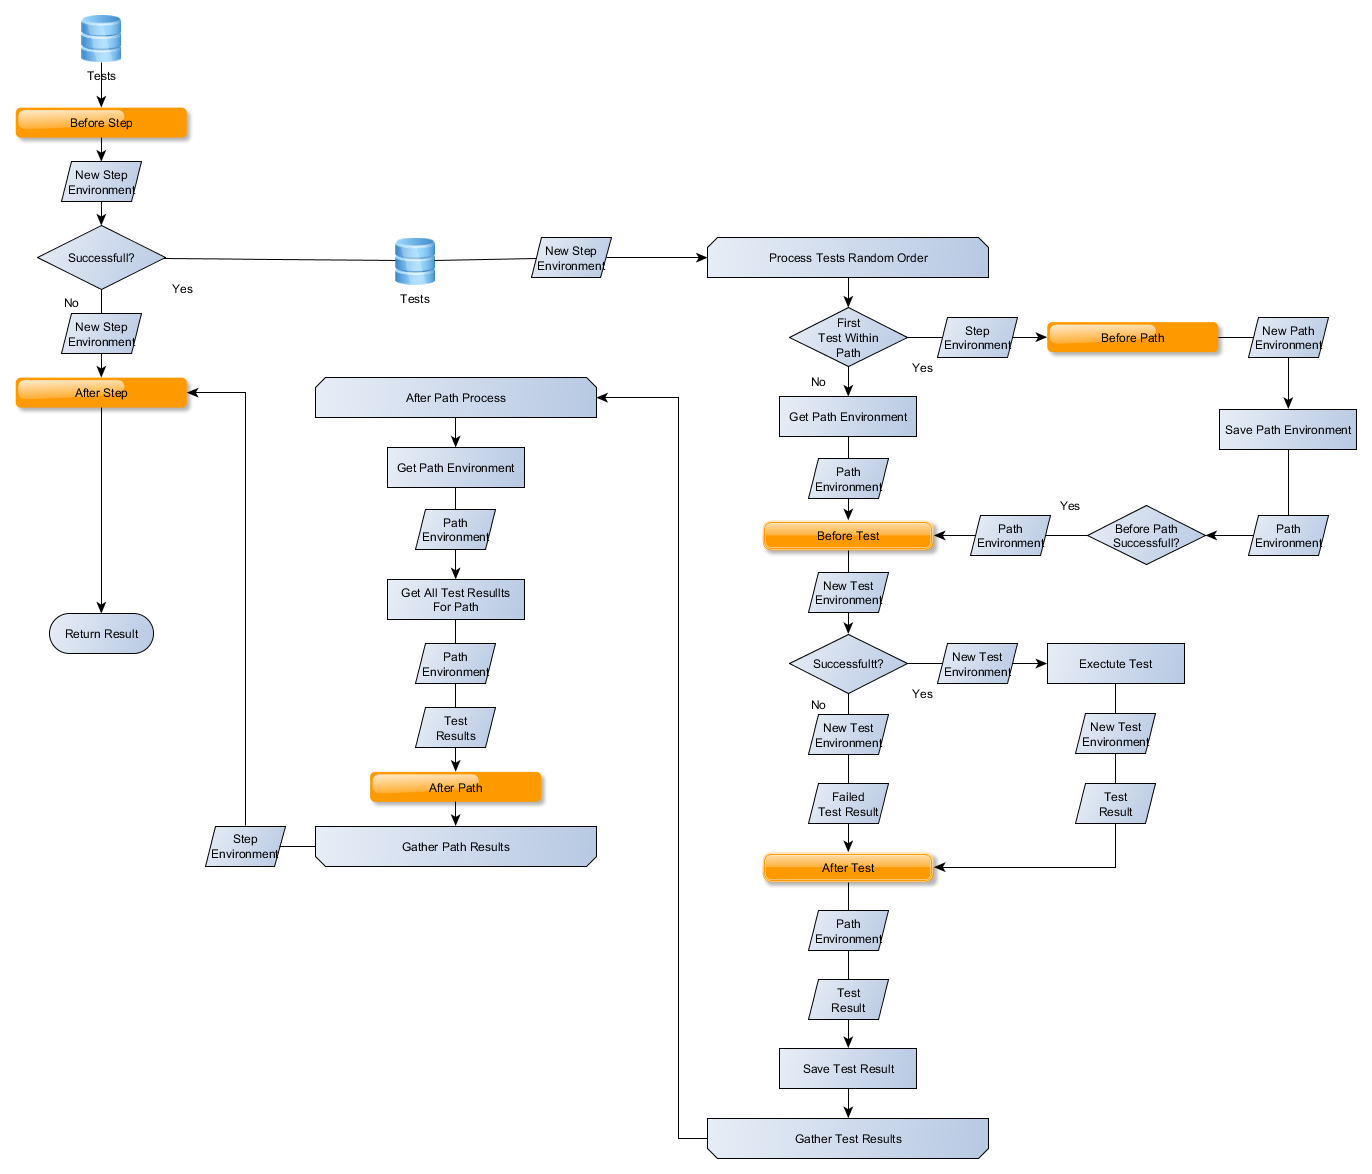 Tests
Before Step
New Step
Environment
Successfull?
Yes
No
New Step
Environment
After Step
Return Result
Tests
New Step
Environment
Process Tests Random Order
First
Test Within
Path
Yes
No
Step
Environment
Before Path
New Path
Environment
Save Path Environment
Path
Environment
Before Path
Successfull?
Yes
Path
Environment
Get Path Environment
Path
Environment
Before Test
New Test
Environment
Successfultt?
Yes
No
New Test
Environment
Exectute Test
New Test
Environment
Test
Result
New Test
Environment
Failed
Test Result
After Test
Path
Environment
Test
Result
Save Test Result
Gather Test Results
After Path Process
Get Path Environment
Path
Environment
Get All Test Resullts
For Path
Path
Environment
Test
Results
After Path
Gather Path Results
Step
Environment